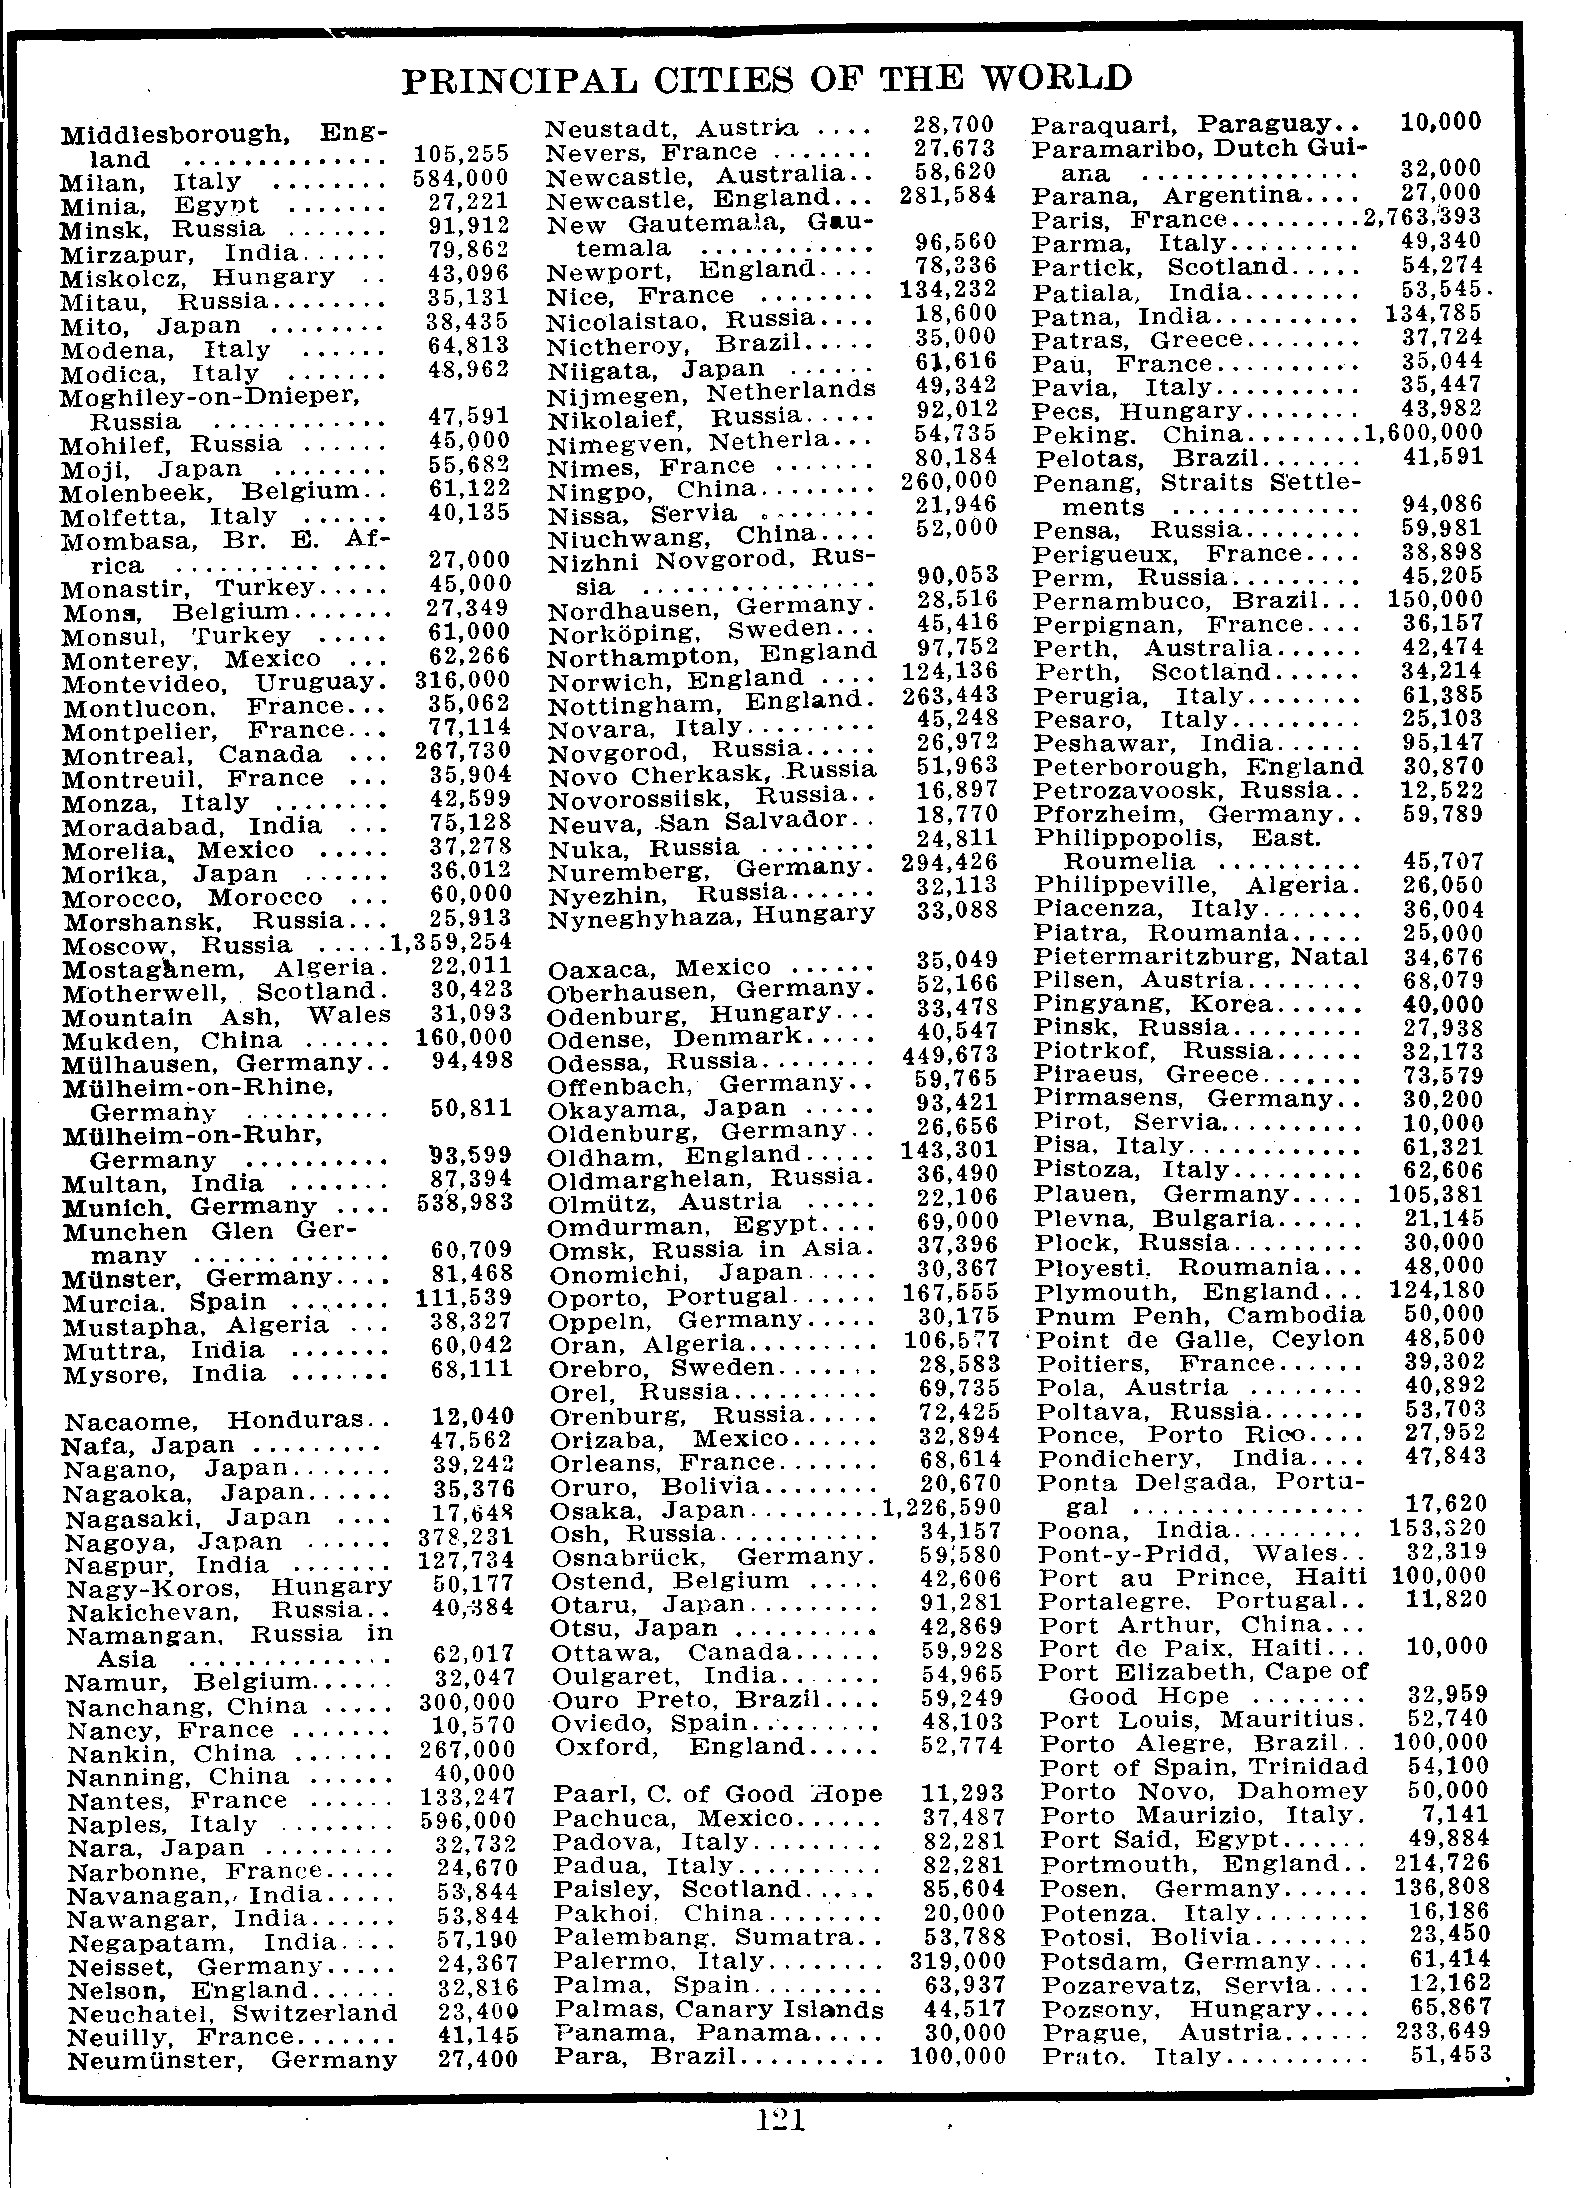 PRINCIPAL CITIES OF THE WORLD
Middlesborough, Eng-
land .............. 105,255
Milan, Italy ........ 584,000
Minia, Egypt ....... 27,221
Minsk, Russia ....... 91,912
Mirzapur, India...... 79,862
Miskolcz, Hungary .. 43,096
Mitau, Russia........ 35,131
Mito, Japan ........ 38,435
Modena, Italy ...... 64,813
Modica, Italy ....... 48,962
Moghiley-on-Dnieper,
Russia ............ 47,591
Mohilef, Russia ...... 45,000
Moji, Japan ........ 55,682
Molenbeek, Belgium.. 61,122
Molfetta, Italy ...... 40,135
Mombasa, Br. E. Af-
rica ............... 27,000
Monastir, Turkey..... 45,000
Mons, Belgium....... 27,349
Monsul, Turkey ..... 61,000
Monterey, Mexico ... 62,266
Montevideo, Uruguay. 316,000
Montlucon, France... 35,062
Montpelier, France... 77,114
Montreal, Canada ... 267,730
Montreuil, France ... 35,904
Monza, Italy ........ 42,599
Moradabad, India ... 75,128
Morelia, Mexico ..... 37,278
Morika, Japan ...... 36,012
Morocco, Morocco ... 60,000
Morshansk, Russia... 25,913
Moscow, Russia .....1,359,254
Mostaganem, Algeria. 22,011
Motherwell, Scotland. 30,423
Mountain Ash, Wales 31,093
Mukden, China ...... 160,000
Mülhausen, Germany.. 94,498
Mülheim-on-Rhine,
Germany .......... 50,811
Mülheim-on-Ruhr,
Germany .......... 93,599
Multan, India ....... 87,394
Munich, Germany .... 538,983
Munchen Glen Ger-
many ............. 60,709
Münster, Germany.... 81,468
Murcia, Spain ....... 111,539
Mustapha, Algeria ... 38,327
Muttra, India ....... 60,042
Mysore, India ....... 68,111
Nacaome, Honduras.. 12,040
Nafa, Japan ......... 47,562
Nagano, Japan....... 39,242
Nagaoka, Japan...... 35,376
Nagasaki, Japan .... 17,648
Nagoya, Japan ...... 378,231
Nagpur, India ....... 127,734
Nagy-Koros, Hungary 50,177
Nakichevan, Russia.. 40,384
Namangan, Russia in
Asia .............. 62,017
Namur, Belgium...... 32,047
Nanchang, China ..... 300,000
Nancy, France ....... 10,570
Nankin, China ....... 267,000
Nanning, China ...... 40,000
Nantes, France ...... 133,247
Naples, Italy ........ 596,000
Nara, Japan ......... 32,732
Narbonne, France..... 24,670
Navanagan, India..... 53,844
Nawangar, India...... 53,844
Negapatam, India.... 57,190
Neisset, Germany..... 24,367
Nelson, England...... 32,816
Neuchatel, Switzerland 23,400
Neuilly, France....... 41,145
Neumünster, Germany 27,400
Neustadt, Austria .... 28,700
Nevers, France ....... 27,673
Newcastle, Australia.. 58,620
Newcastle, England... 281,584
New Gautemala, Gau-
temala ............ 96,560
Newport, England.... 78,336
Nice, France ........ 134,232
Nicolaistao, Russia.... 18,600
Nictheroy, Brazil..... 35,000
Niigata, Japan ...... 61,616
Nijmegen, Netherlands 49,342
Nikolaief, Russia..... 92,012
Nimegven, Netherla... 54,735
Nimes, France ....... 80,184
Ningpo, China........ 260,000
Nissa, Servia ........ 21,946
Niuchwang, China.... 52,000
Nizhni Novgorod, Rus-
sia ................ 90,053
Nordhausen, Germany. 28,516
Norköping, Sweden... 45,416
Northampton, England 97,752
Norwich, England .... 124,136
Nottingham, England. 263,443
Novara, Italy......... 45,248
Novgorod, Russia..... 26,972
Novo Cherkask, Russia 51,963
Novorossiisk, Russia.. 16,897
Neuva, San Salvador.. 18,770
Nuka, Russia ........ 24,811
Nuremberg, Germany. 294,426
Nyezhin, Russia...... 32,113
Nyneghyhaza, Hungary 33,088
Oaxaca, Mexico ...... 35,049
Oberhausen, Germany. 52,166
Odenburg, Hungary... 33,478
Odense, Denmark..... 40,547
Odessa, Russia........ 449,673
Offenbach, Germany.. 59,765
Okayama, Japan ..... 93,421
Oldenburg, Germany.. 26,656
Oldham, England..... 143,301
Oldmarghelan, Russia. 36,490
Olmütz, Austria ..... 22,106
Omdurman, Egypt.... 69,000
Omsk, Russia in Asia. 37,396
Onomichi, Japan..... 30,367
Oporto, Portugal...... 167,555
Oppeln, Germany..... 30,175
Oran, Algeria......... 106,577
Orebro, Sweden....... 28,583
Orel, Russia.......... 69,735
Orenburg, Russia..... 72,425
Orizaba, Mexico...... 32,894
Orleans, France....... 68,614
Oruro, Bolivia........ 20,670
Osaka, Japan.........1,226,590
Osh, Russia........... 34,157
Osnabrück, Germany. 59,580
Ostend, Belgium ..... 42,606
Otaru, Japan......... 91,281
Otsu, Japan .......... 42,869
Ottawa, Canada...... 59,928
Oulgaret, India....... 54,965
Ouro Preto, Brazil.... 59,249
Oviedo, Spain......... 48,103
Oxford, England..... 52,774
Paarl, C. of Good Hope 11,293
Pachuca, Mexico...... 37,487
Padova, Italy......... 82,281
Padua, Italy.......... 82,281
Paisley, Scotland..... 85,604
Pakhoi, China........ 20,000
Palembang, Sumatra.. 53,788
Palermo, Italy........ 319,000
Palma, Spain......... 63,937
Palmas, Canary Islands 44,517
Panama, Panama..... 30,000
Para, Brazil.......... 100,000
Paraquari, Paraguay.. 10,000
Paramaribo, Dutch Gui-
ana ............... 32,000
Parana, Argentina.... 27,000
Paris, France.........2,763,393
Parma, Italy......... 49,340
Partick, Scotland..... 54,274
Patiala, India........ 53,545
Patna, India.......... 134,785
Patras, Greece........ 37,724
Pau, France.......... 35,044
Pavia, Italy.......... 35,447
Pecs, Hungary........ 43,982
Peking, China........1,600,000
Pelotas, Brazil....... 41,591
Penang, Straits Settle-
ments ............. 94,086
Pensa, Russia........ 59,981
Perigueux, France.... 38,898
Perm, Russia......... 45,205
Pernambuco, Brazil... 150,000
Perpignan, France.... 36,157
Perth, Australia...... 42,474
Perth, Scotland...... 34,214
Perugia, Italy........ 61,385
Pesaro, Italy......... 25,103
Peshawar, India...... 95,147
Peterborough, England 30,870
Petrozavoosk, Russia.. 12,522
Pforzheim, Germany.. 59,789
Philippopolis, East.
Roumelia .......... 45,707
Philippeville, Algeria. 26,050
Piacenza, Italy....... 36,004
Piatra, Roumania..... 25,000
Pietermaritzburg, Natal 34,676
Pilsen, Austria........ 68,079
Pingyang, Korea...... 40,000
Pinsk, Russia......... 27,938
Piotrkof, Russia...... 32,173
Piraeus, Greece....... 73,579
Pirmasens, Germany.. 30,200
Pirot, Servia.......... 10,000
Pisa, Italy............ 61,321
Pistoza, Italy......... 62,606
Plauen, Germany..... 105,381
Plevna, Bulgaria...... 21,145
Plock, Russia......... 30,000
Ployesti, Roumania... 48,000
Plymouth, England... 124,180
Pnum Penh, Cambodia 50,000
Point de Galle, Ceylon 48,500
Poitiers, France...... 39,302
Pola, Austria ........ 40,892
Poltava, Russia....... 53,703
Ponce, Porto Rico.... 27,952
Pondichery, India.... 47,843
Ponta Delgada, Portu-
gal ................ 17,620
Poona, India......... 153,320
Pont-y-Pridd, Wales.. 32,319
Port au Prince, Haiti 100,000
Portalegre, Portugal.. 11,820
Port Arthur, China...
Port de Paix, Haiti... 10,000
Port Elizabeth, Cape of
Good Hope ........ 32,959
Port Louis, Mauritius. 52,740
Porto Alegre, Brazil.. 100,000
Port of Spain, Trinidad 54,100
Porto Novo, Dahomey 50,000
Porto Maurizio, Italy. 7,141
Port Said, Egypt...... 49,884
Portmouth, England.. 214,726
Posen, Germany...... 136,808
Potenza, Italy........ 16,186
Potosi, Bolivia........ 23,450
Potsdam, Germany.... 61,414
Pozarevatz, Servia.... 12,162
Pozsony, Hungary.... 65,867
Prague, Austria...... 233,649
Prato, Italy.......... 51,453
121